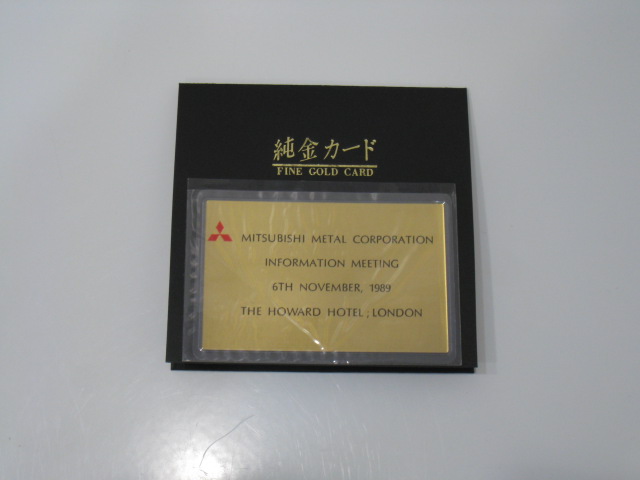 純金カード
FINE GOLD CARD
MITSUBISHI METAL CORPORATION
INFORMATION MEETING
6TH NOVEMBER, 1989
THE HOWARD HOTEL, LONDON